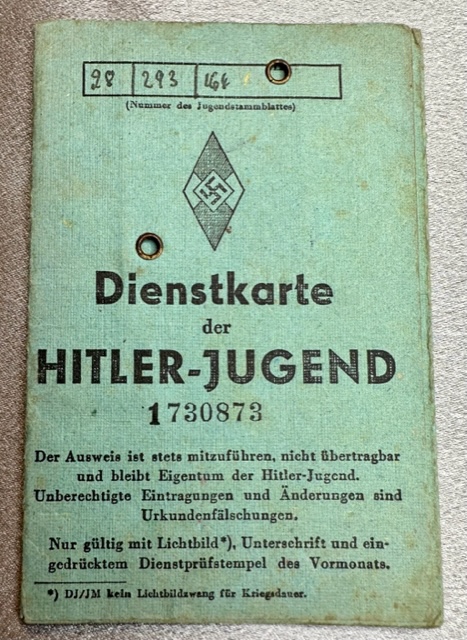 28 293
(Nummer des Jugendstammblattes)
Dienstkarte
der
HITLER-JUGEND
1730873
Der Ausweis ist stets mitzuführen, nicht übertragbar
und bleibt Eigentum der Hitler-Jugend.
Unberechtigte Eintragungen und Änderungen sind
Urkundenfälschungen.
Nur gültig mit Lichtbild*), Unterschrift und ein-
gedrücktem Dienstprüfstempel des Vormonats.
*) DJ/JM kein Lichtbildzwang für Kriegsdauer.